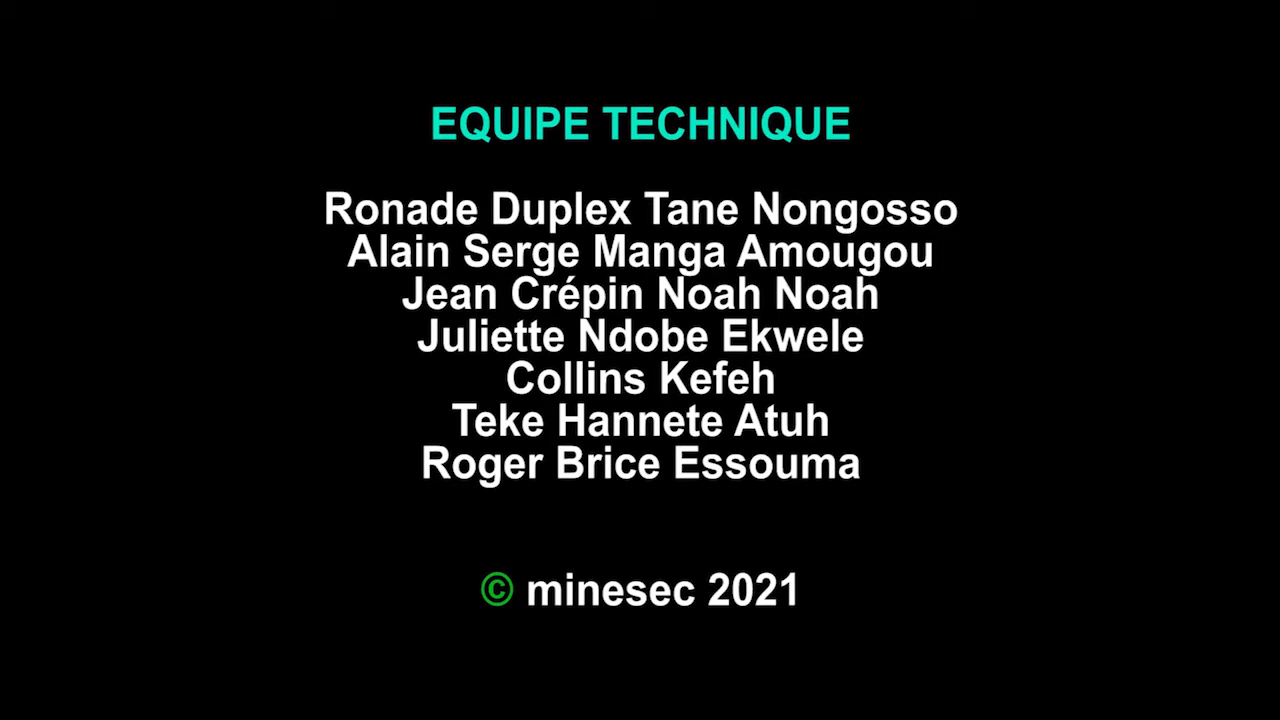 EQUIPE TECHNIQUE
Ronade Duplex Tane Nongosso
Alain Serge Manga Amougou
Jean Crépin Noah Noah
Juliette Ndobe Ekwele
Collins Kefeh
Teke Hannete Atuh
Roger Brice Essouma
© minesec 2021